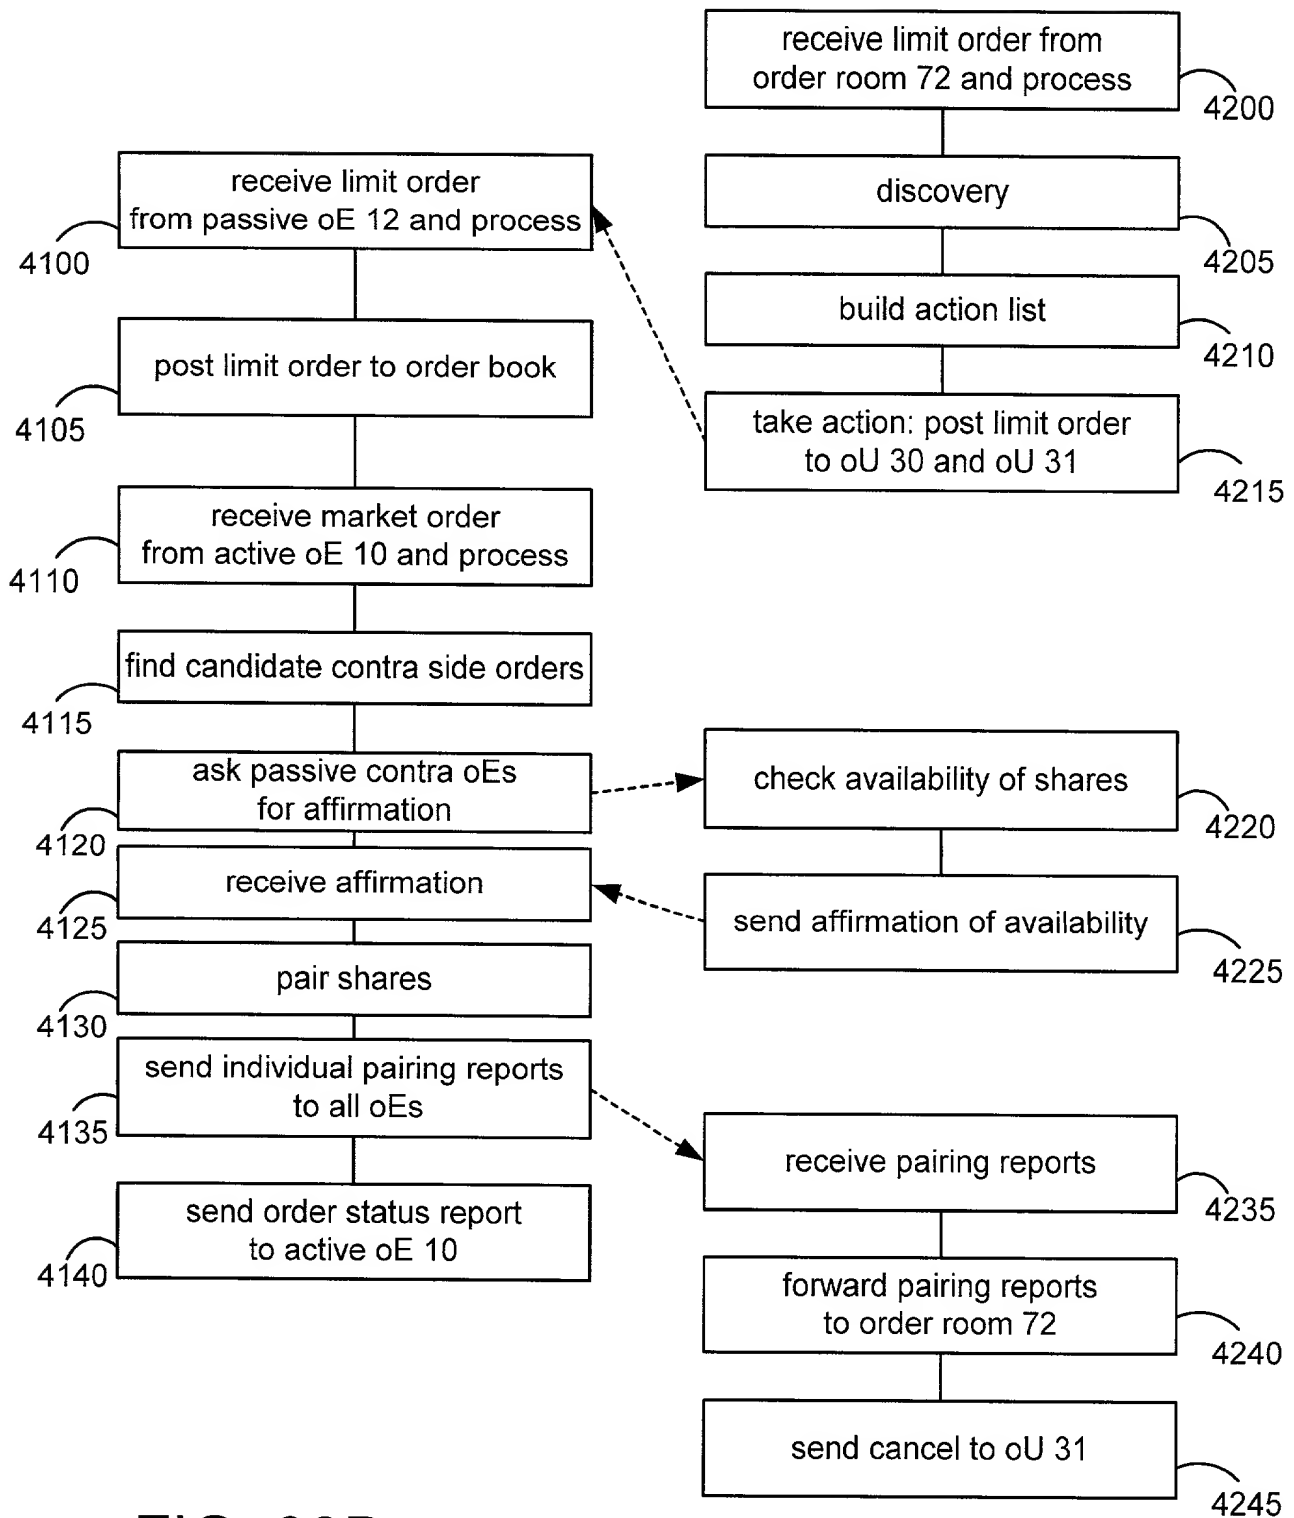 receive limit order from
order room 72 and process
4200
discovery
4205
build action list
4210
take action: post limit order
to oU 30 and oU 31
4215
receive limit order
from passive oE 12 and process
4100
post limit order to order book
4105
receive market order
from active oE 10 and process
4110
find candidate contra side orders
4115
ask passive contra oEs
for affirmation
4120
check availability of shares
4220
receive affirmation
4125
send affirmation of availability
4225
pair shares
4130
send individual pairing reports
to all oEs
4135
receive pairing reports
4235
send order status report
to active oE 10
4140
forward pairing reports
to order room 72
4240
send cancel to oU 31
4245